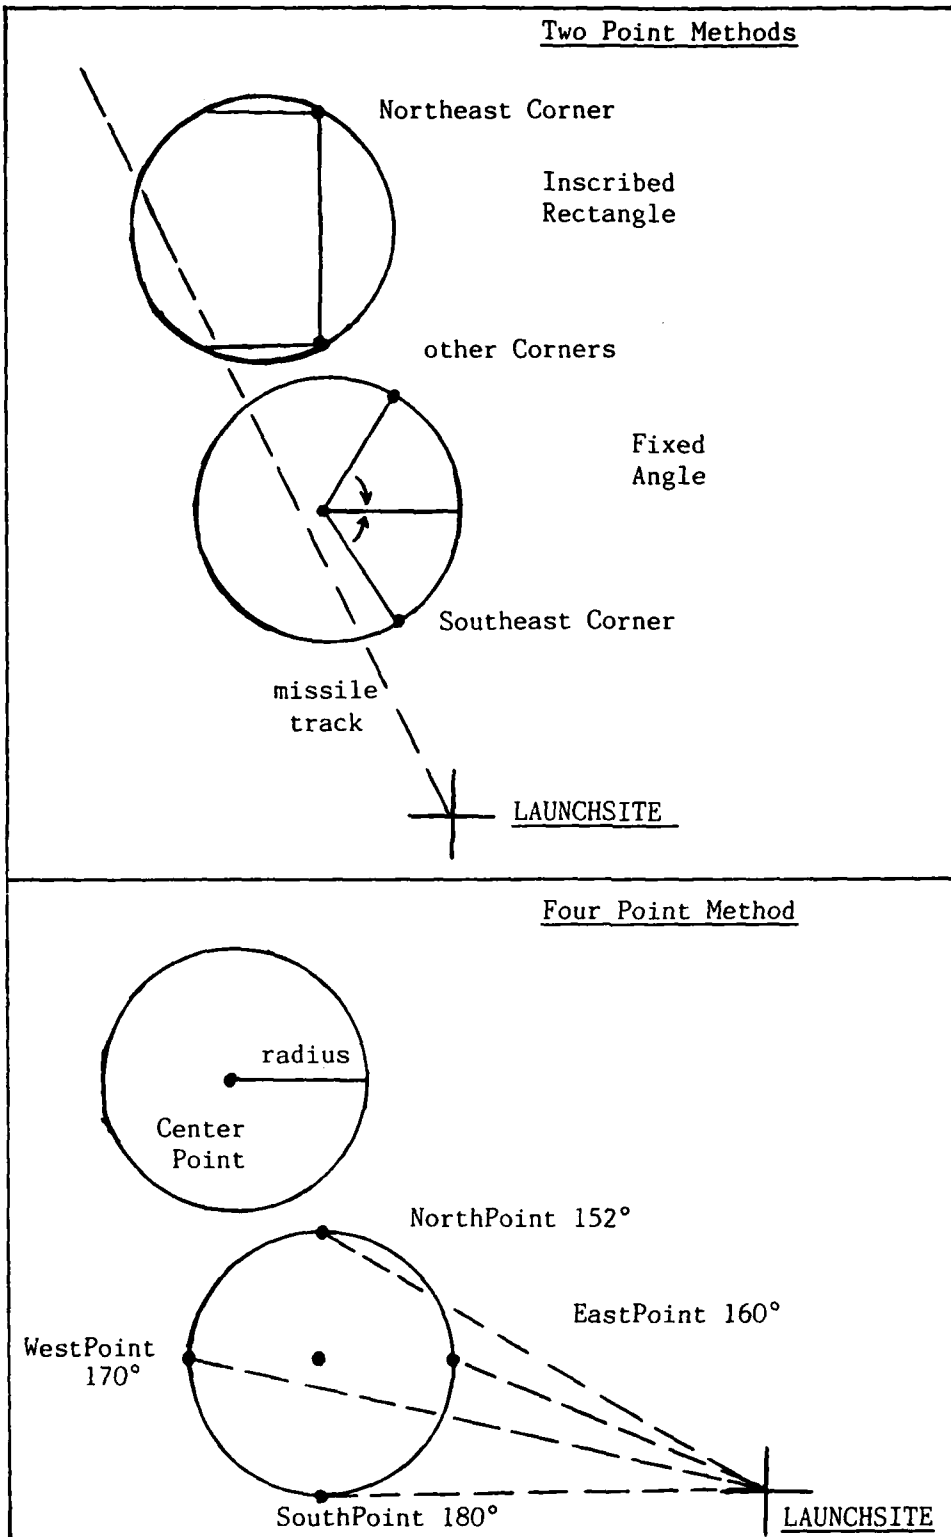 Two Point Methods
Northeast Corner
Inscribed
Rectangle
other Corners
Fixed
Angle
Southeast Corner
missile
track
LAUNCHSITE
Four Point Method
radius
Center
Point
NorthPoint 152°
EastPoint 160°
WestPoint
170°
SouthPoint 180°
LAUNCHSITE